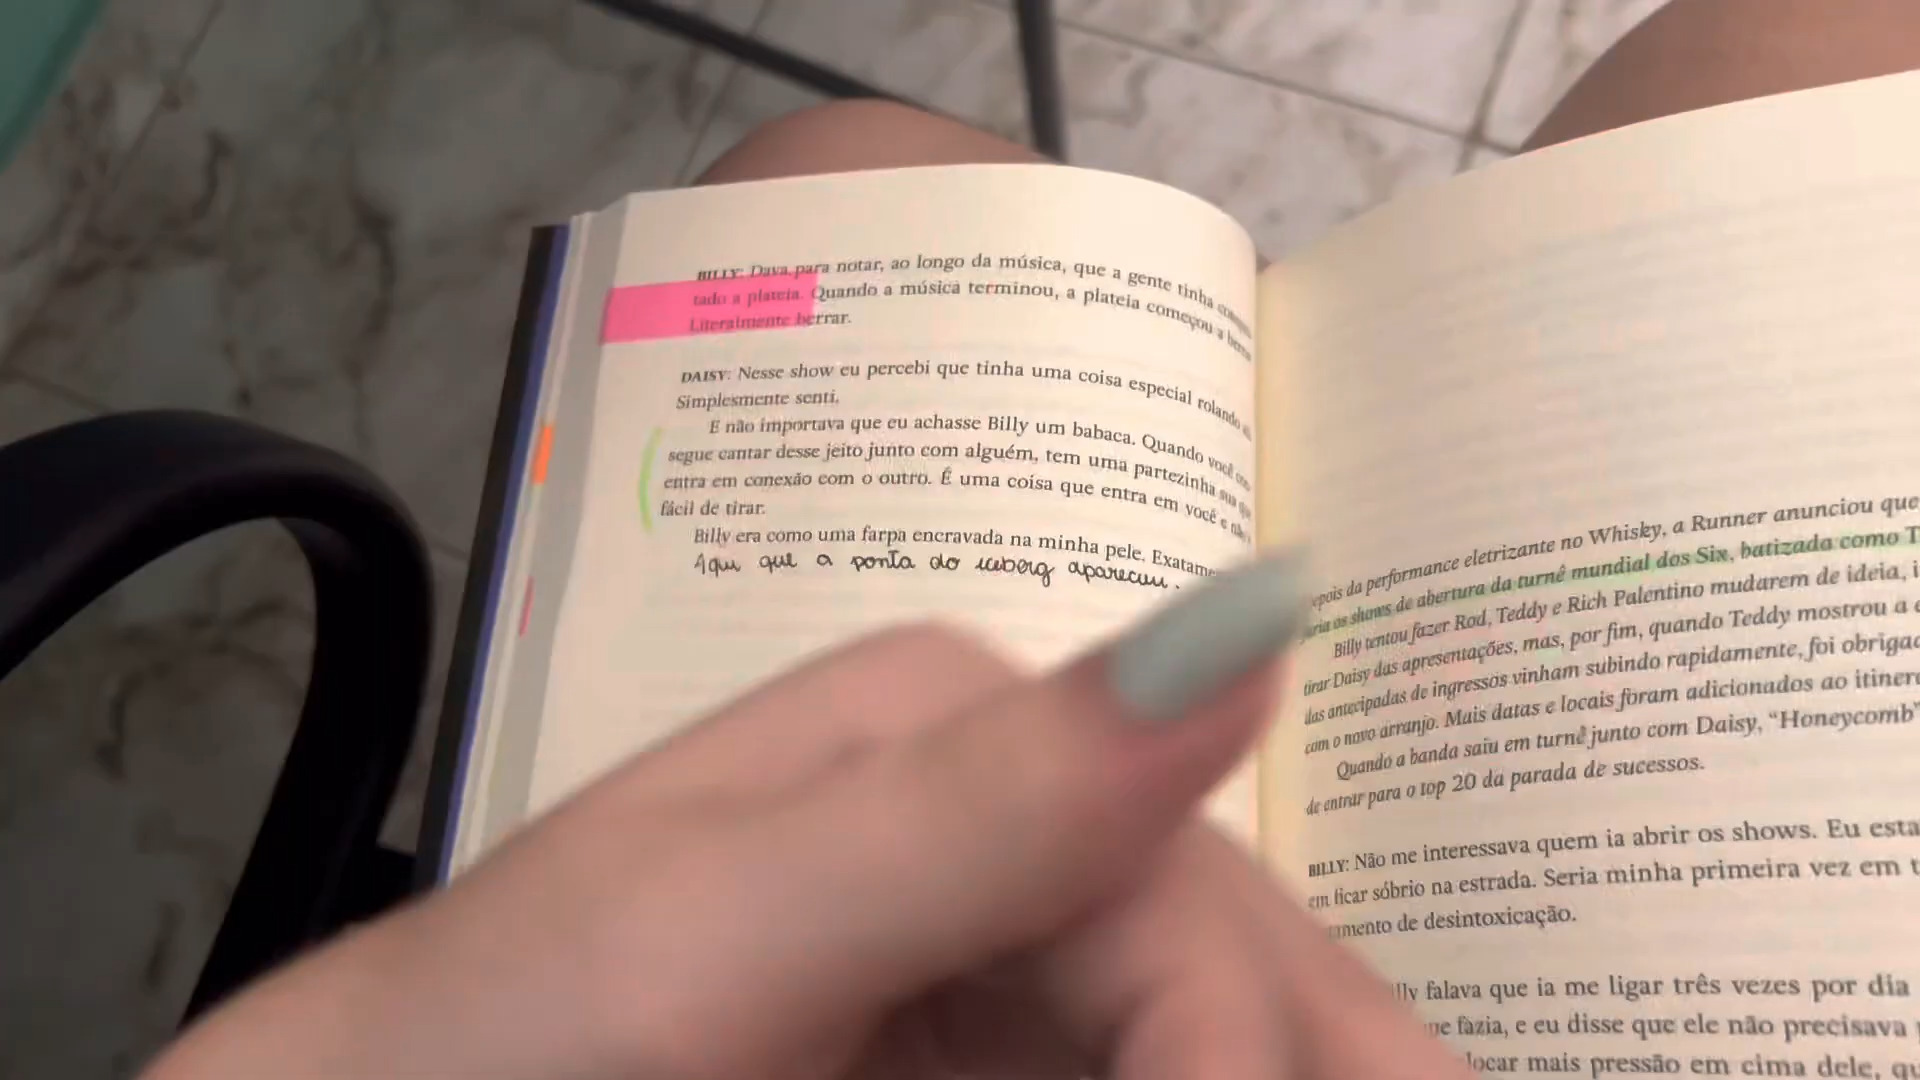 BILLY: Dava para notar, ao longo da música, que a gente tinha
tado a plateia. Quando a música terminou, a plateia começou a
Literalmente berrar.
DAISY: Nesse show eu percebi que tinha uma coisa especial rolando
Simplesmente senti.
E não importava que eu achasse Billy um babaca. Quando você
segue cantar desse jeito junto com alguém, tem uma partezinha sua que
entra em conexão com o outro. É uma coisa que entra em você e
fácil de tirar.
Billy era como uma farpa encravada na minha pele. Exatame
Aqui que a ponta do iceberg apareceu.
epois da performance eletrizante no Whisky, a Runner anunciou que
os shows de abertura da turnê mundial dos Six, batizada como T
Billy tentou fazer Rod, Teddy e Rich Palentino mudarem de ideia, i
tirar Daisy das apresentações, mas, por fim, quando Teddy mostrou a
das antecipadas de ingressos vinham subindo rapidamente, foi obrigad
com o novo arranjo. Mais datas e locais foram adicionados ao itiner
Quando a banda saiu em turnê junto com Daisy, “Honeycomb”
de entrar para o top 20 da parada de sucessos.
BILLY: Não me interessava quem ia abrir os shows. Eu esta
em ficar sóbrio na estrada. Seria minha primeira vez em t
tamento de desintoxicação.
lly falava que ia me ligar três vezes por dia
ue fazia, e eu disse que ele não precisava
locar mais pressão em cima dele, qu